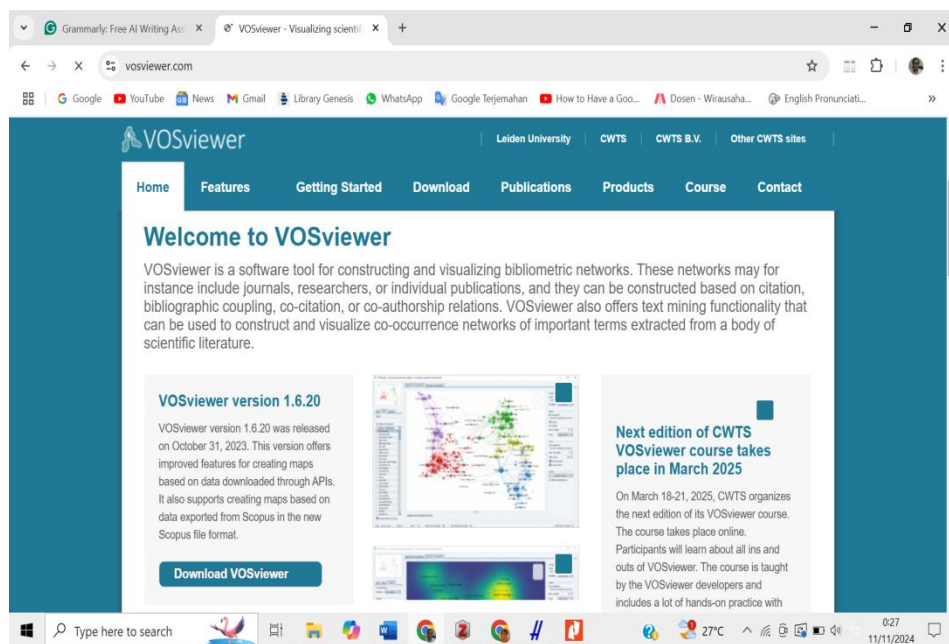 Grammarly: Free AI Writing Ass
VOSviewer - Visualizing scientif
vosviewer.com
Google YouTube News Gmail Library Genesis WhatsApp Google Terjemahan How to Have a Goo... Dosen - Wirausaha... English Pronunciati...
VOSviewer
Leiden University CWTS CWTS B.V. Other CWTS sites
Home Features Getting Started Download Publications Products Course Contact
Welcome to VOSviewer
VOSviewer is a software tool for constructing and visualizing bibliometric networks. These networks may for
instance include journals, researchers, or individual publications, and they can be constructed based on citation,
bibliographic coupling, co-citation, or co-authorship relations. VOSviewer also offers text mining functionality that
can be used to construct and visualize co-occurrence networks of important terms extracted from a body of
scientific literature.
VOSviewer version 1.6.20
VOSviewer version 1.6.20 was released
on October 31, 2023. This version offers
improved features for creating maps
based on data downloaded through APIs.
It also supports creating maps based on
data exported from Scopus in the new
Scopus file format.
Download VOSviewer
Next edition of CWTS
VOSviewer course takes
place in March 2025
On March 18-21, 2025, CWTS organizes
the next edition of its VOSviewer course.
The course takes place online.
Participants will learn about all ins and
outs of VOSviewer. The course is taught
by the VOSviewer developers and
includes a lot of hands-on practice with
Type here to search
27°C
0:27
11/11/2024